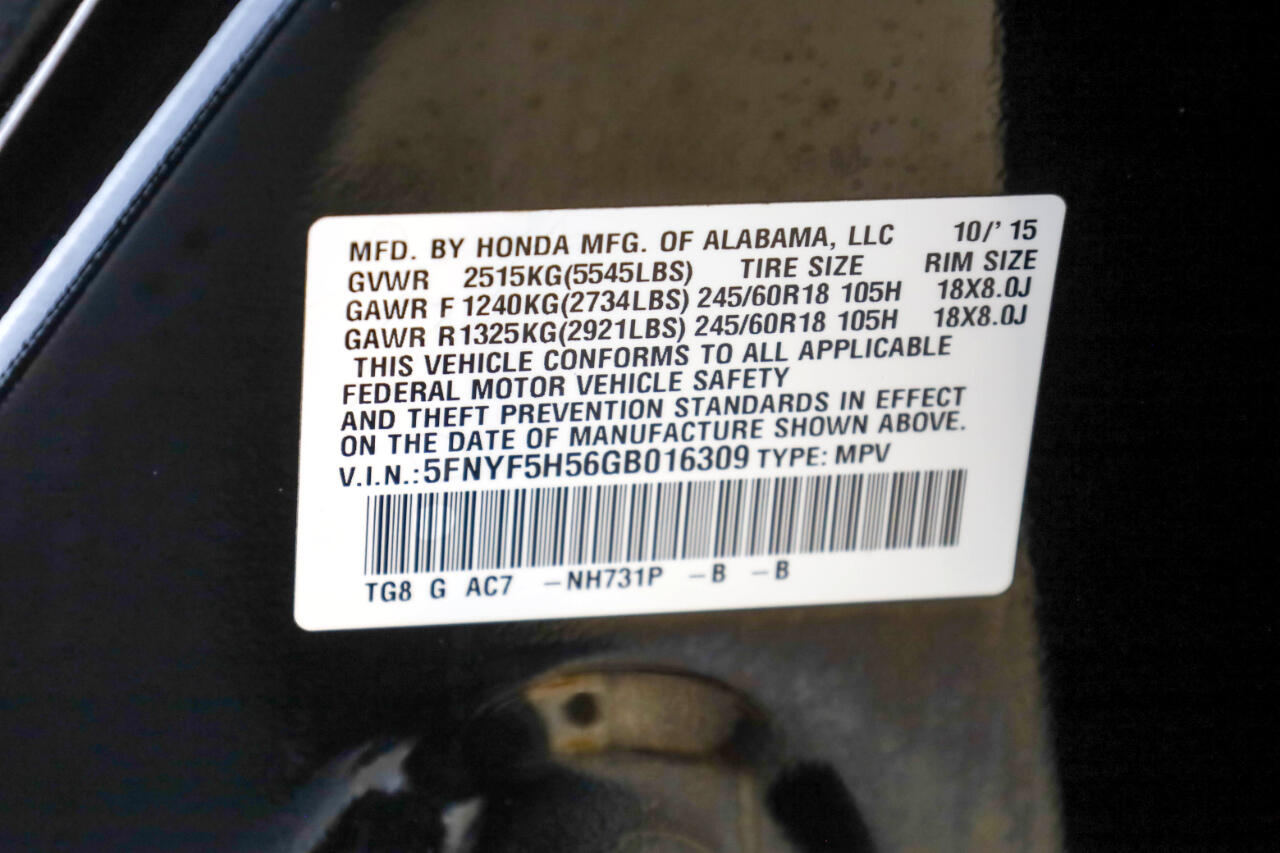 MFD. BY HONDA MFG. OF ALABAMA, LLC 10/'15
GVWR 2515KG(5545LBS) TIRE SIZE RIM SIZE
GAWR F 1240KG(2734LBS) 245/60R18 105H 18X8.0J
GAWR R 1325KG(2921LBS) 245/60R18 105H 18X8.0J
THIS VEHICLE CONFORMS TO ALL APPLICABLE
FEDERAL MOTOR VEHICLE SAFETY
AND THEFT PREVENTION STANDARDS IN EFFECT
ON THE DATE OF MANUFACTURE SHOWN ABOVE.
V.I.N.: 5FNYF5H56GB016309 TYPE: MPV
TG8 G AC7 –NH731P –B –B